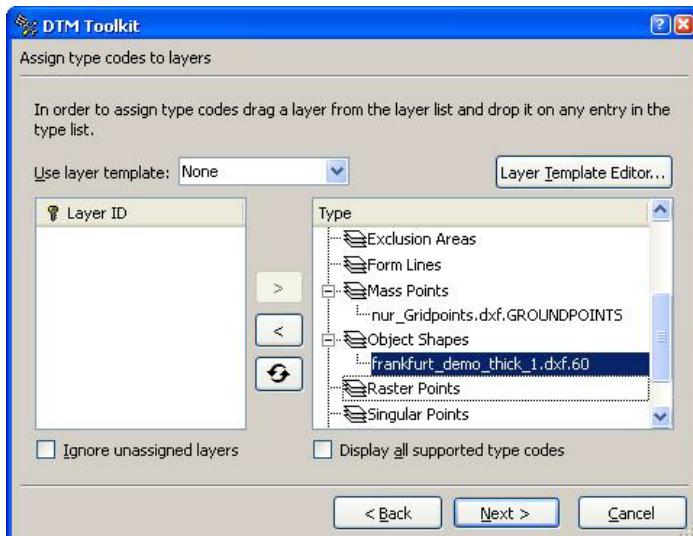 DTM Toolkit
Assign type codes to layers
In order to assign type codes drag a layer from the layer list and drop it on any entry in the
type list.
Use layer template: None Layer Template Editor...
Layer ID
Type
Exclusion Areas
Form Lines
Mass Points
nur_Gridpoints.dxf.GROUNDPOINTS
Object Shapes
frankfurt_demo_thick_1.dxf.60
Raster Points
Singular Points
>
<
Ignore unassigned layers
Display all supported type codes
< Back Next > Cancel